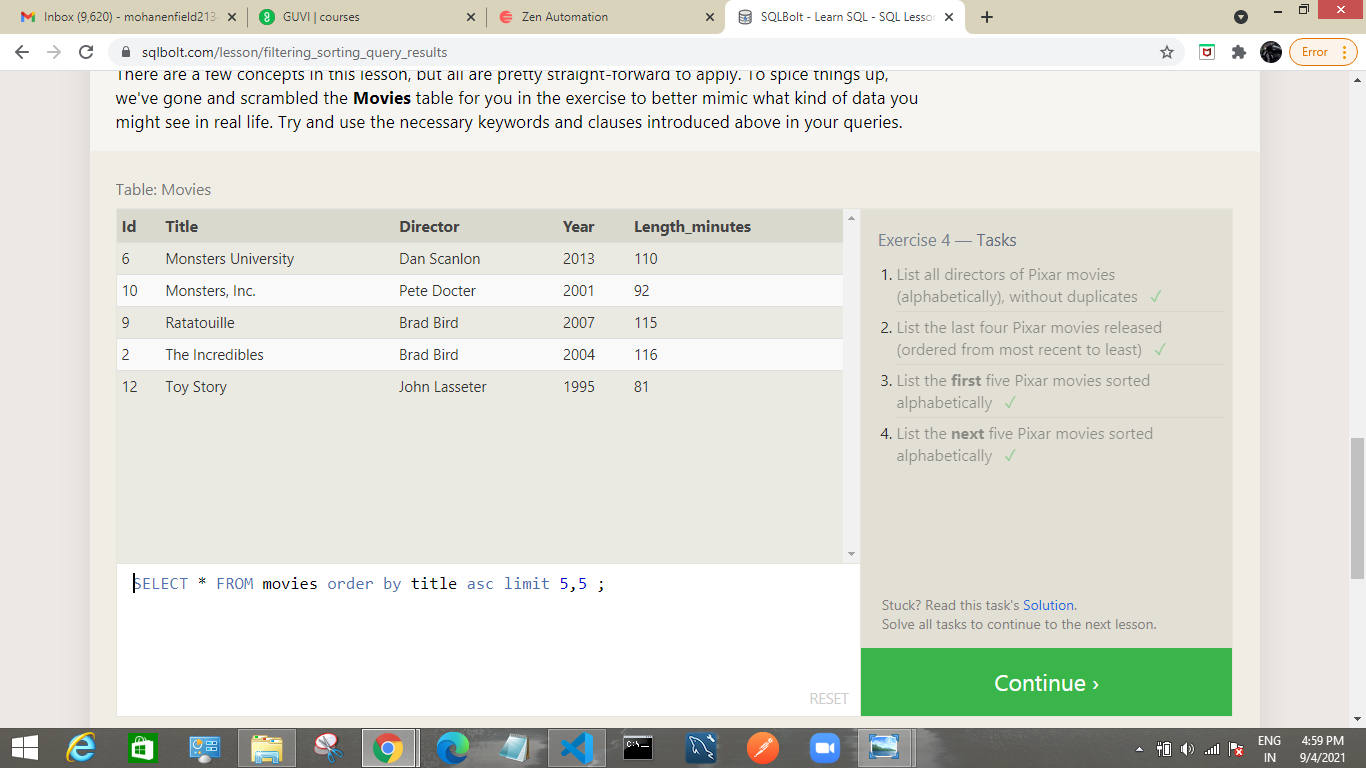 Inbox (9,620) - mohanenfield213
GUVI | courses
Zen Automation
SQLBolt - Learn SQL - SQL Lesso
sqlbolt.com/lesson/filtering_sorting_query_results
Error
There are a few concepts in this lesson, but all are pretty straight-forward to apply. To spice things up,
we've gone and scrambled the Movies table for you in the exercise to better mimic what kind of data you
might see in real life. Try and use the necessary keywords and clauses introduced above in your queries.
Table: Movies
Id Title Director Year Length_minutes
6 Monsters University Dan Scanlon 2013 110
10 Monsters, Inc. Pete Docter 2001 92
9 Ratatouille Brad Bird 2007 115
2 The Incredibles Brad Bird 2004 116
12 Toy Story John Lasseter 1995 81
SELECT * FROM movies order by title asc limit 5,5 ;
RESET
Exercise 4 — Tasks
1. List all directors of Pixar movies
(alphabetically), without duplicates ✓
2. List the last four Pixar movies released
(ordered from most recent to least) ✓
3. List the first five Pixar movies sorted
alphabetically ✓
4. List the next five Pixar movies sorted
alphabetically ✓
Stuck? Read this task's Solution.
Solve all tasks to continue to the next lesson.
Continue ›
ENG
IN
4:59 PM
9/4/2021